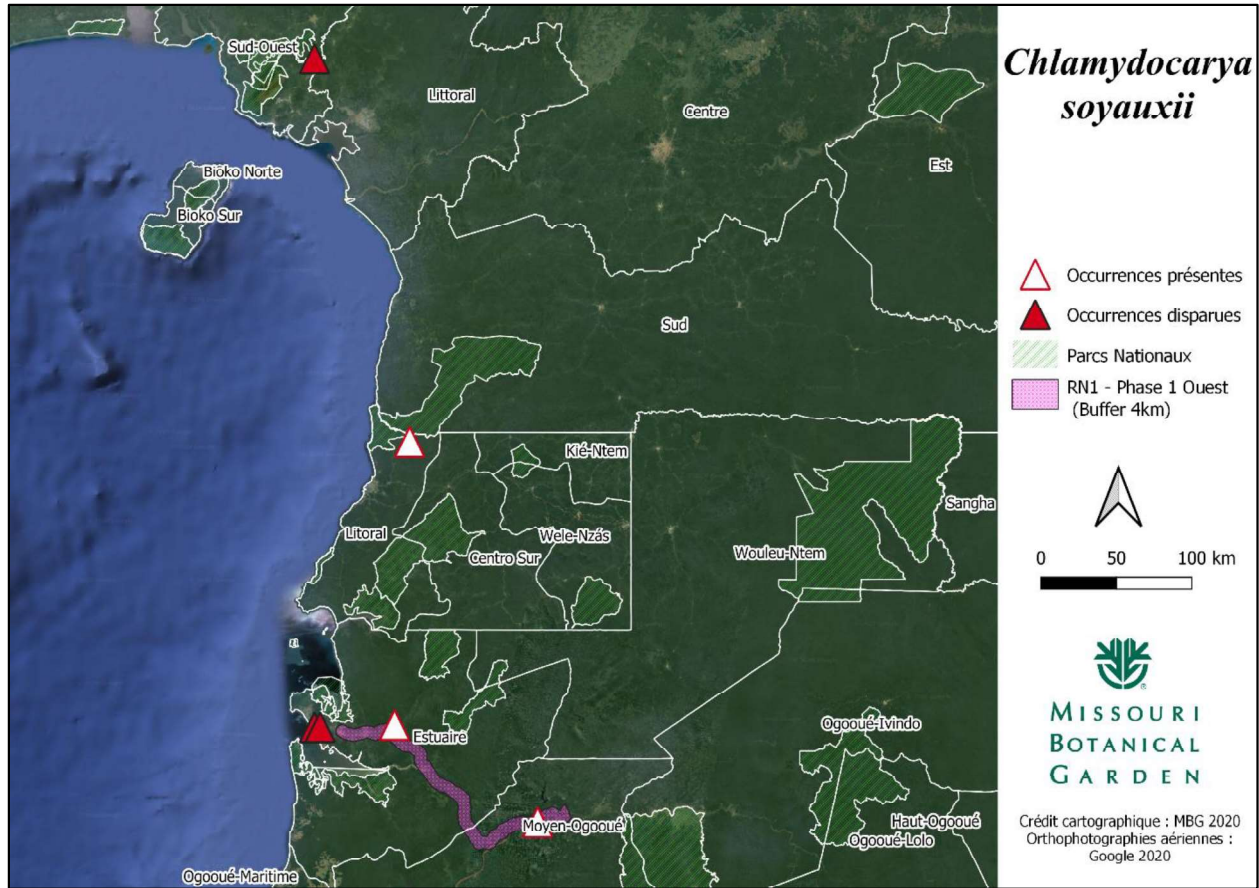 Chlamydocarya
soyauxii
Sud-Ouest
Littoral
Centre
Est
Bioko Norte
Bioko Sur
Sud
Kié-Ntem
Sangha
Litoral
Wele-Nzás
Centro Sur
Wouleu-Ntem
Estuaire
Ogooué-Ivindo
Moyen-Ogooué
Haut-Ogooué
Ogooué-Lolo
Ogooué-Maritime
Occurrences présentes
Occurrences disparues
Parcs Nationaux
RN1 - Phase 1 Ouest
(Buffer 4km)
0 50 100 km
MISSOURI
BOTANICAL
GARDEN
Crédit cartographique : MBG 2020
Orthophotographies aériennes :
Google 2020